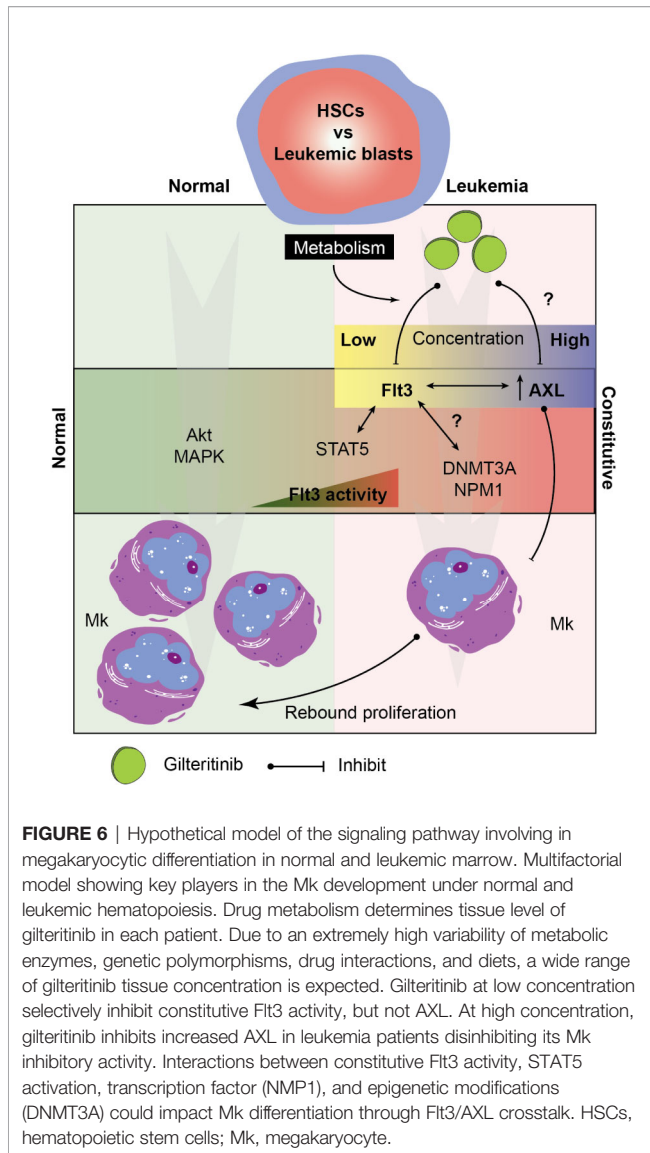 HSCs
vs
Leukemic blasts
Normal Leukemia
Metabolism
?
Low Concentration High
Flt3 AXL
Normal
Constitutive
Akt
MAPK
STAT5
?
DNMT3A
NPM1
Flt3 activity
Mk
Mk
Rebound proliferation
Gilteritinib Inhibit
FIGURE 6 | Hypothetical model of the signaling pathway involving in
megakaryocytic differentiation in normal and leukemic marrow. Multifactorial
model showing key players in the Mk development under normal and
leukemic hematopoiesis. Drug metabolism determines tissue level of
gilteritinib in each patient. Due to an extremely high variability of metabolic
enzymes, genetic polymorphisms, drug interactions, and diets, a wide range
of gilteritinib tissue concentration is expected. Gilteritinib at low concentration
selectively inhibit constitutive Flt3 activity, but not AXL. At high concentration,
gilteritinib inhibits increased AXL in leukemia patients disinhibiting its Mk
inhibitory activity. Interactions between constitutive Flt3 activity, STAT5
activation, transcription factor (NMP1), and epigenetic modifications
(DNMT3A) could impact Mk differentiation through Flt3/AXL crosstalk. HSCs,
hematopoietic stem cells; Mk, megakaryocyte.